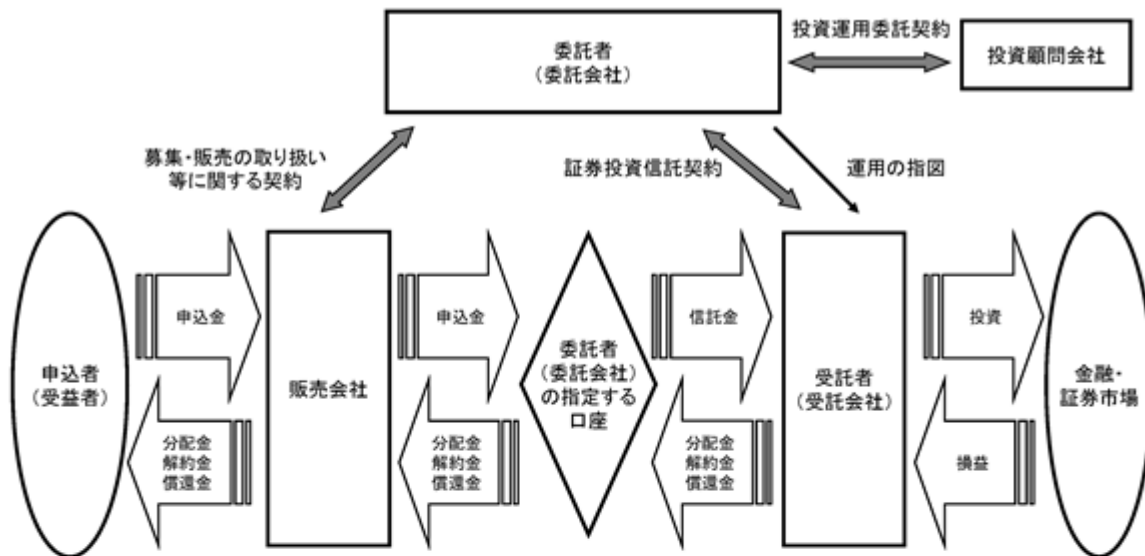 委託者
（委託会社）
投資運用委託契約
投資顧問会社
募集・販売の取り扱い
等に関する契約
証券投資信託契約
運用の指図
申込者
（受益者）
申込金
分配金
解約金
償還金
販売会社
申込金
分配金
解約金
償還金
委託者
（委託会社）
の指定する
口座
信託金
分配金
解約金
償還金
受託者
（受託会社）
投資
損益
金融・
証券市場